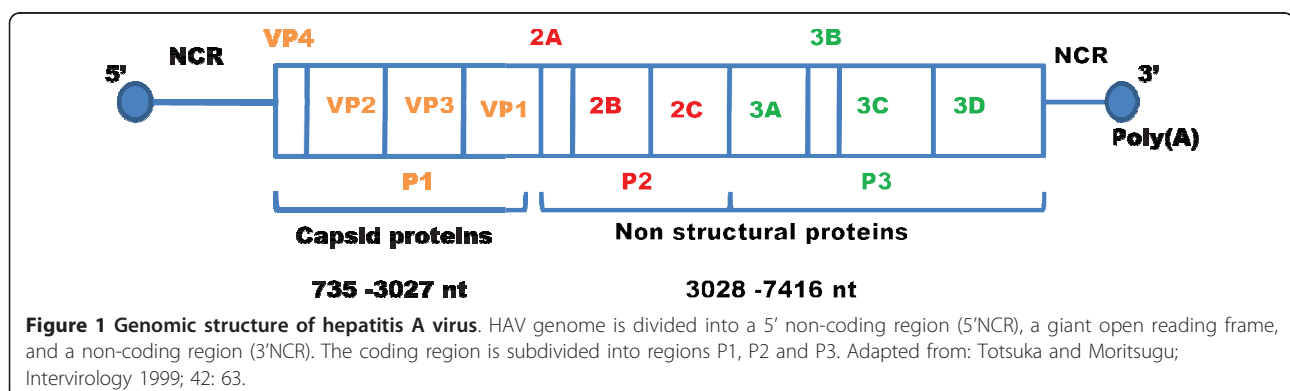 VP4 2A 3B
NCR NCR
5’ 3’
VP2 VP3 VP1 2B 2C 3A 3C 3D
Poly(A)
P1 P2 P3
Capsid proteins Non structural proteins
735 -3027 nt 3028 -7416 nt
Figure 1 Genomic structure of hepatitis A virus. HAV genome is divided into a 5’ non-coding region (5’NCR), a giant open reading frame,
and a non-coding region (3’NCR). The coding region is subdivided into regions P1, P2 and P3. Adapted from: Totsuka and Moritsugu;
Intervirology 1999; 42: 63.